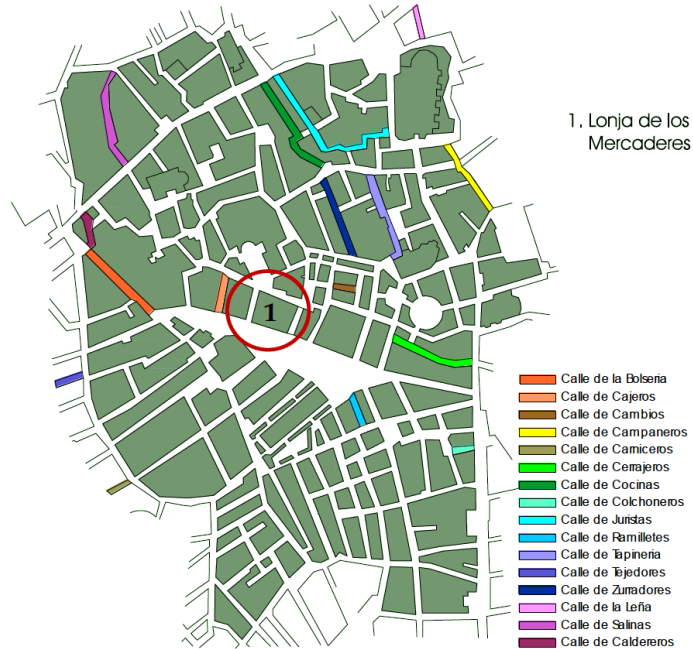 1. Lonja de los
Mercaderes
1
Calle de la Bolseria
Calle de Cajeros
Calle de Cambios
Calle de Campaneros
Calle de Carniceros
Calle de Cerrajeros
Calle de Cocinas
Calle de Colchoneros
Calle de Juristas
Calle de Ramilletes
Calle de Tapineria
Calle de Tejedores
Calle de Zurradores
Calle de la Leña
Calle de Salinas
Calle de Caldereros